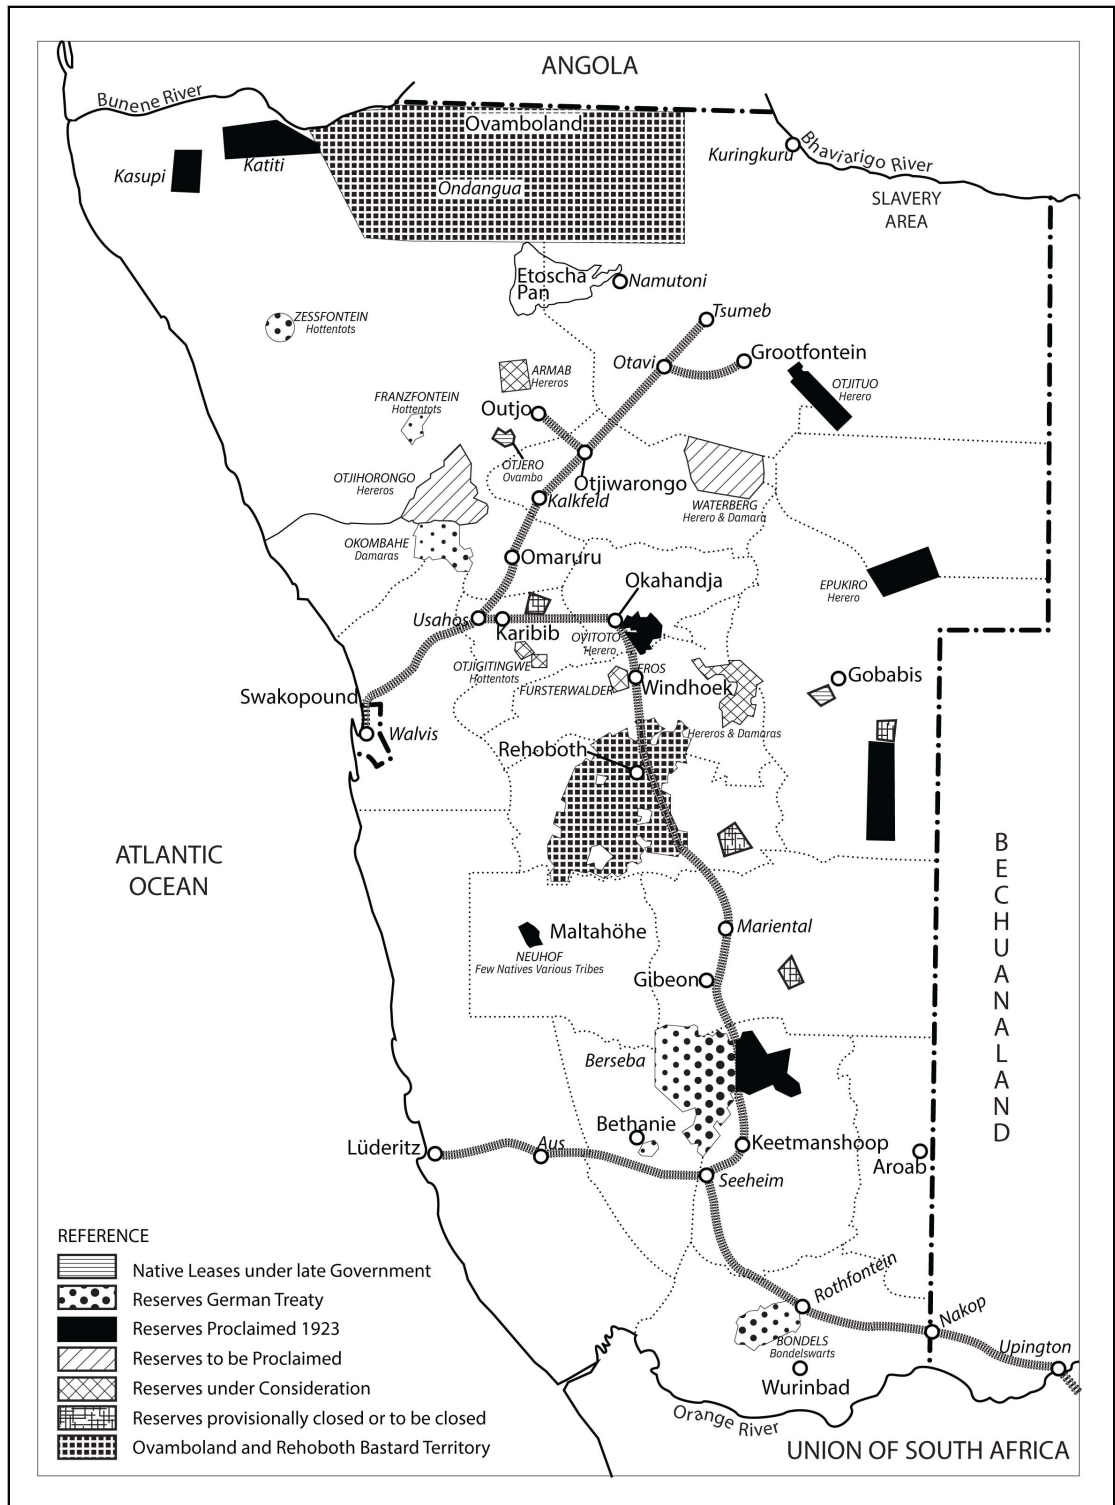 ANGOLA
Bunene River
Ovamboland
Kuringkuru
Bhaviarigo River
Kasupi
Katiti
Ondangua
SLAVERY
AREA
Etoscha
Pan
Namutoni
ZESSFONTEIN
Hottentots
Tsumeb
Otavi
Grootfontein
ARMAB
Hereros
OTJITUO
Herero
FRANZFONTEIN
Hottentots
Outjo
OTJERO
Ovambo
OTJIHORONGO
Hereros
Otjiwarongo
Kalkfeld
WATERBERG
Herero & Damara
OKOMBAHE
Damaras
Omaruru
Okahandja
EPUKIRO
Herero
Usahos
Karibib
OVITOTO
Herero
OTJIGITINGWE
Hottentots
EROS
FURSTERWALDER
Windhoek
Gobabis
Swakopound
Walvis
Hereros & Damaras
Rehoboth
ATLANTIC
OCEAN
BECHUANALAND
Maltahöhe
Mariental
NEUHOF
Few Natives Various Tribes
Gibeon
Berseba
Bethanie
Lüderitz
Aus
Keetmanshoop
Aroab
Seeheim
REFERENCE
Native Leases under late Government
Reserves German Treaty
Reserves Proclaimed 1923
Reserves to be Proclaimed
Reserves under Consideration
Reserves provisionally closed or to be closed
Ovamboland and Rehoboth Bastard Territory
Rothfontein
Nakop
Upington
BONDELS
Bondelswarts
Wurinbad
Orange River
UNION OF SOUTH AFRICA